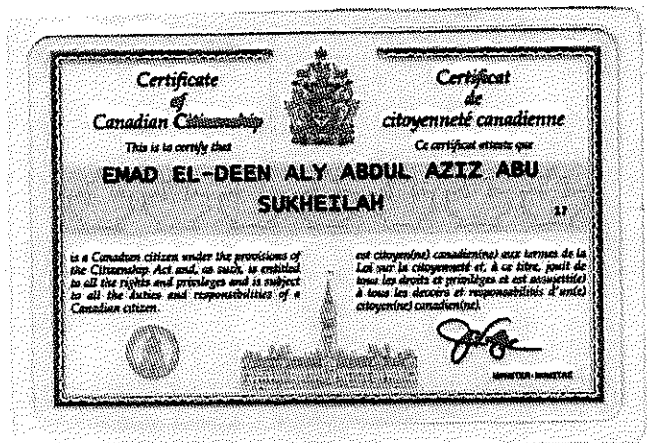 Certificate
of
Canadian Citizenship
This is to certify that
Certificat
de
citoyenneté canadienne
Ce certificat atteste que
EMAD EL-DEEN ALY ABDUL AZIZ ABU
SUKHEILAH
17
is a Canadian citizen under the provisions of
the Citizenship Act and, as such, is entitled
to all the rights and privileges and is subject
to all the duties and responsibilities of a
Canadian citizen.
est citoyen(ne) canadien(ne) aux termes de la
Loi sur la citoyenneté et, à ce titre, jouit de
tous les droits et privilèges et est assujetti(e)
à tous les devoirs et responsabilités d'un(e)
citoyen(ne) canadien(ne).
MINISTER-MINISTRE